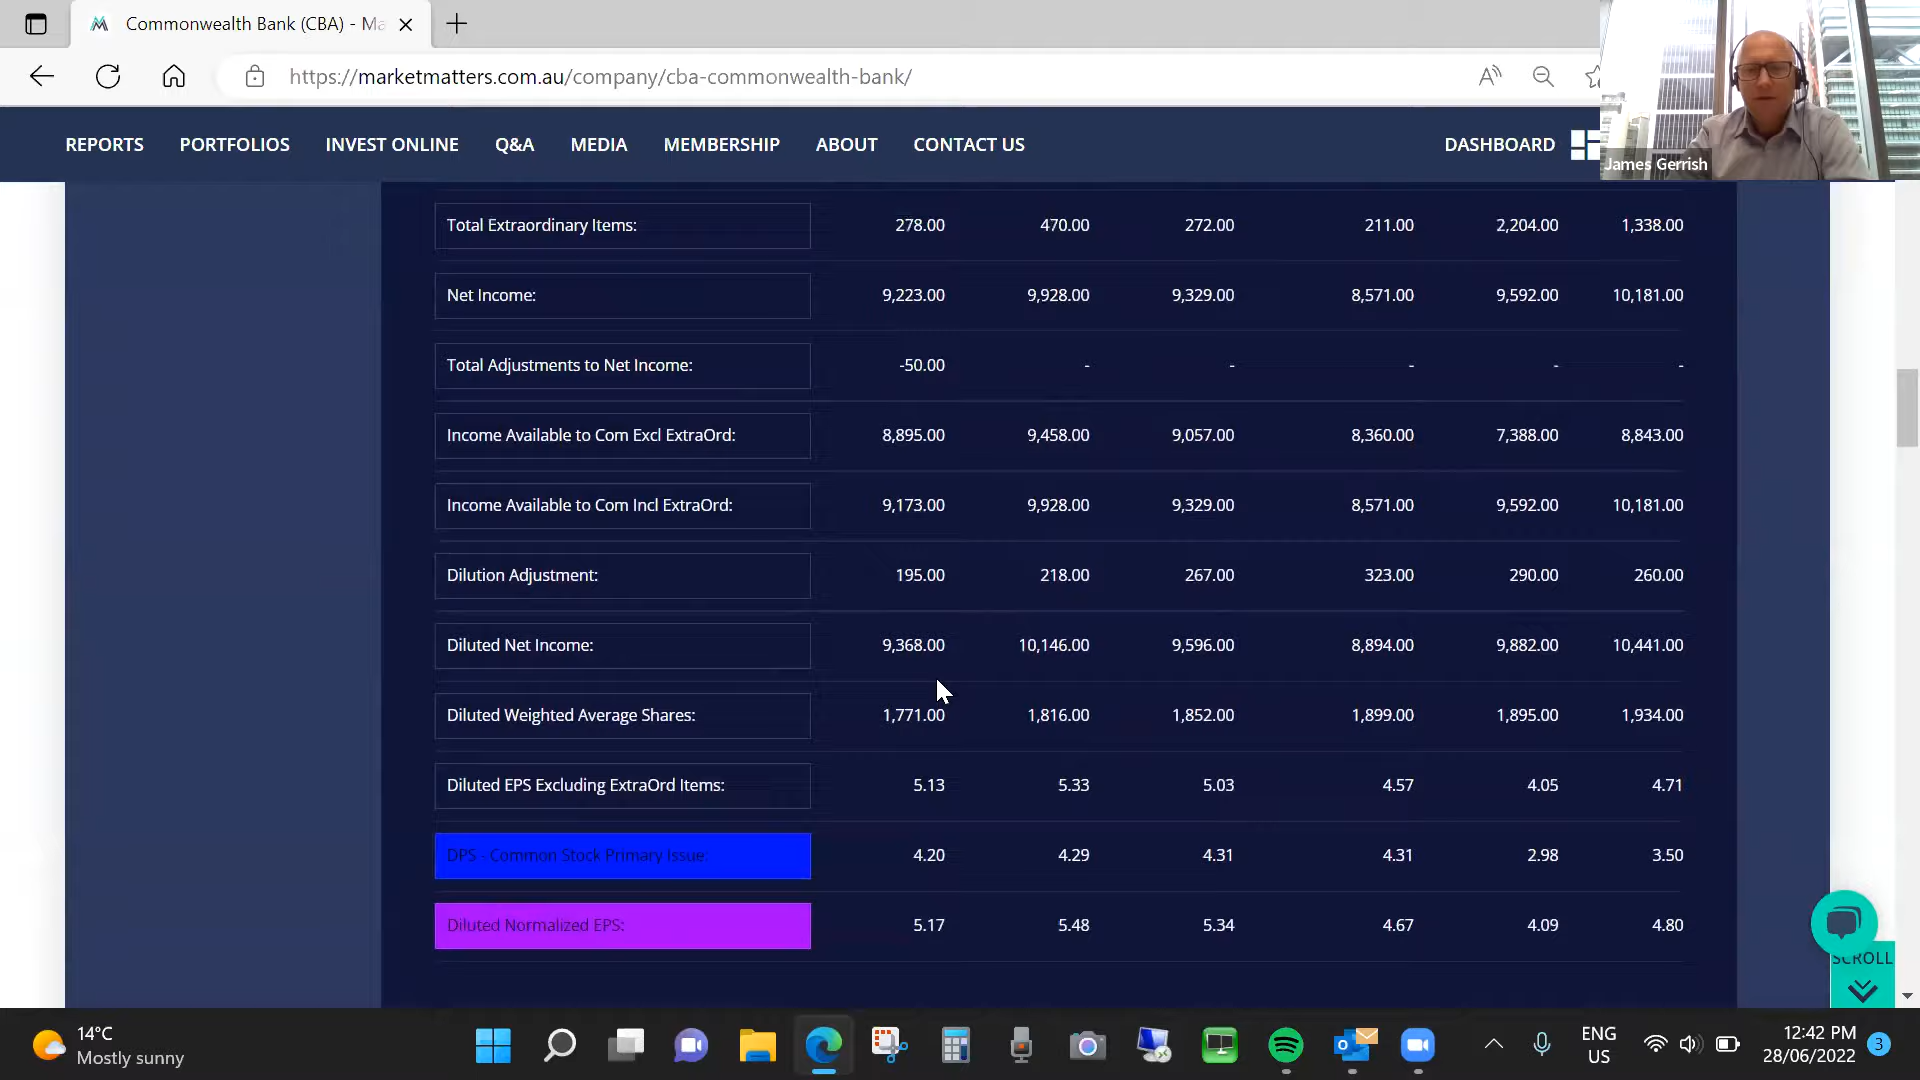 Commonwealth Bank (CBA) - Ma
https://marketmatters.com.au/company/cba-commonwealth-bank/
REPORTS PORTFOLIOS INVEST ONLINE Q&A MEDIA MEMBERSHIP ABOUT CONTACT US DASHBOARD
James Gerrish
Total Extraordinary Items: 278.00 470.00 272.00 211.00 2,204.00 1,338.00
Net Income: 9,223.00 9,928.00 9,329.00 8,571.00 9,592.00 10,181.00
Total Adjustments to Net Income: -50.00 - - - - -
Income Available to Com Excl ExtraOrd: 8,895.00 9,458.00 9,057.00 8,360.00 7,388.00 8,843.00
Income Available to Com Incl ExtraOrd: 9,173.00 9,928.00 9,329.00 8,571.00 9,592.00 10,181.00
Dilution Adjustment: 195.00 218.00 267.00 323.00 290.00 260.00
Diluted Net Income: 9,368.00 10,146.00 9,596.00 8,894.00 9,882.00 10,441.00
Diluted Weighted Average Shares: 1,771.00 1,816.00 1,852.00 1,899.00 1,895.00 1,934.00
Diluted EPS Excluding ExtraOrd Items: 5.13 5.33 5.03 4.57 4.05 4.71
DPS - Common Stock Primary Issue: 4.20 4.29 4.31 4.31 2.98 3.50
Diluted Normalized EPS: 5.17 5.48 5.34 4.67 4.09 4.80
SCROLL
14°C
Mostly sunny
ENG
US
12:42 PM
28/06/2022
3